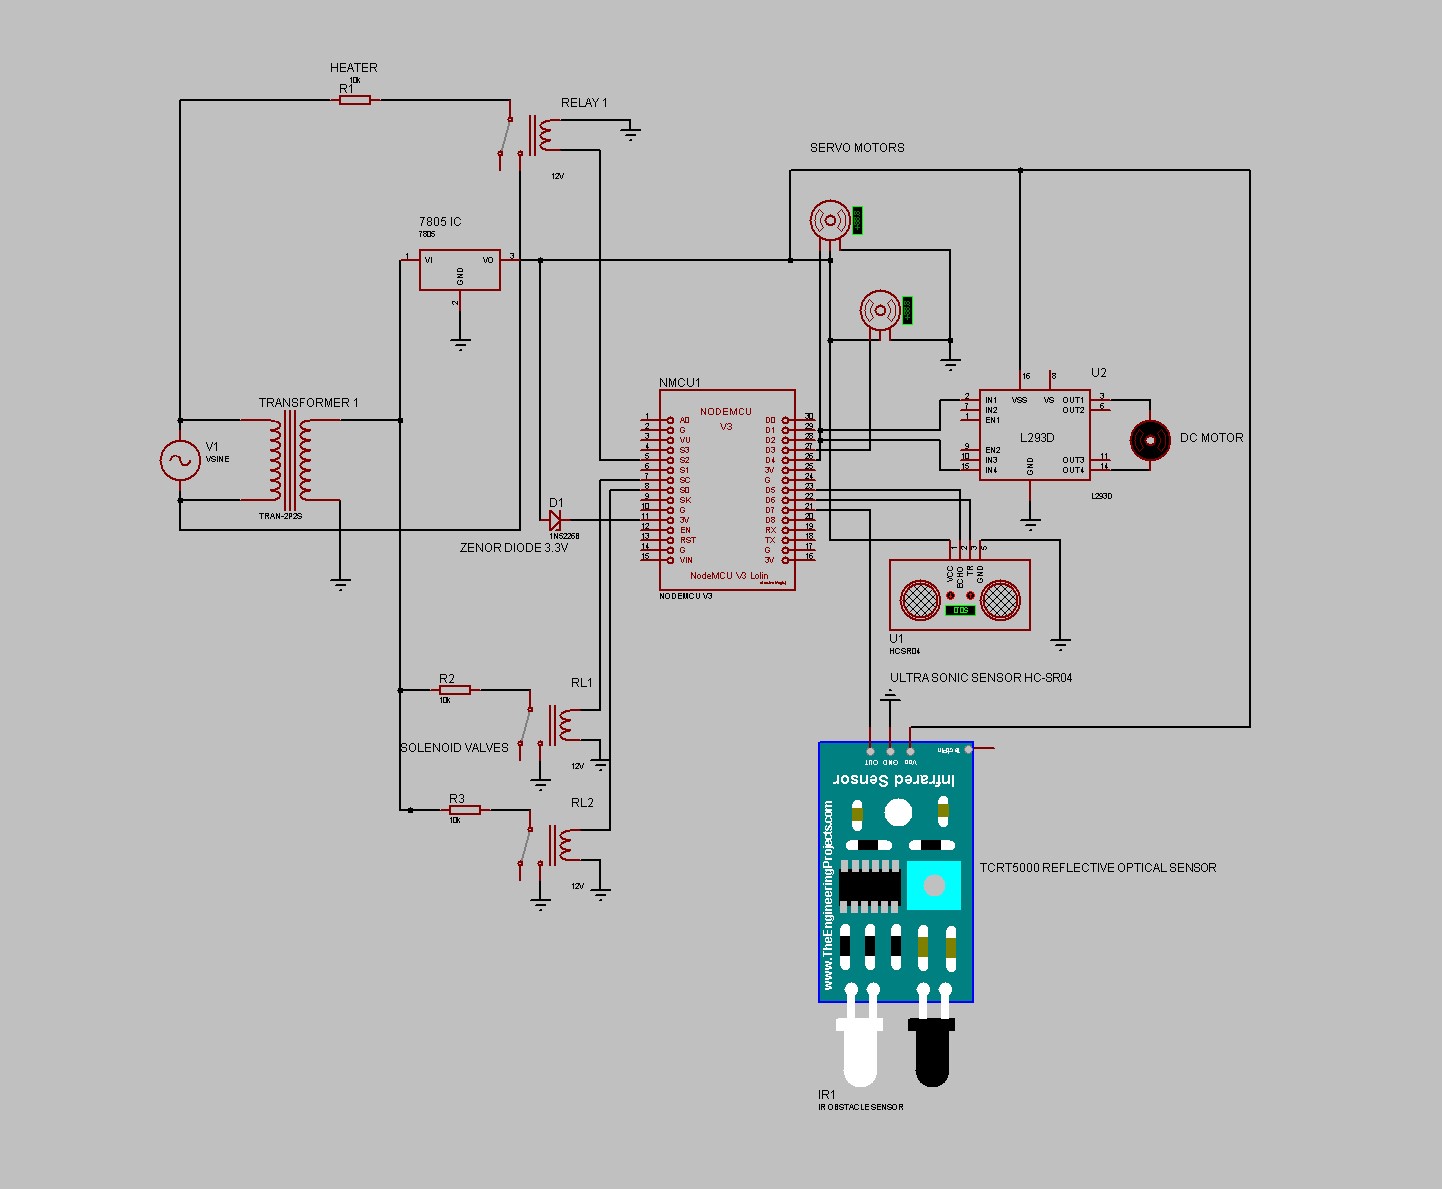 HEATER
10k
R1
RELAY 1
12V
SERVO MOTORS
7805 IC
7805
1
VI
VO
3
GND
2
TRANSFORMER 1
V1
VSINE
TRAN-2P2S
NMCU1
NODEMCU
V3
1 A0
2 G
3 VU
4 S3
5 S2
6 S1
7 SC
8 S0
9 SK
10 G
11 3V
12 EN
13 RST
14 G
15 VIN
D0 30
D1 29
D2 28
D3 27
D4 26
3V 25
G 24
D5 23
D6 22
D7 21
D8 20
RX 19
TX 18
G 17
3V 16
NodeMCU V3 Lolin
NODEMCU V3
D1
1N5226B
ZENOR DIODE 3.3V
U2
16
8
VSS
VS
2 IN1
7 IN2
1 EN1
9 EN2
10 IN3
15 IN4
L293D
GND
OUT1 3
OUT2 6
OUT3 11
OUT4 14
L293D
DC MOTOR
1
2
3
5
VCC
ECHO
TR
GND
U1
HCSR04
ULTRA SONIC SENSOR HC-SR04
R2
10k
RL1
12V
SOLENOID VALVES
R3
10k
RL2
12V
OUT
GND
Vcc
TestPin
Infrared Sensor
www.TheEngineeringProjects.com
TCRT5000 REFLECTIVE OPTICAL SENSOR
IR1
IR OBSTACLE SENSOR